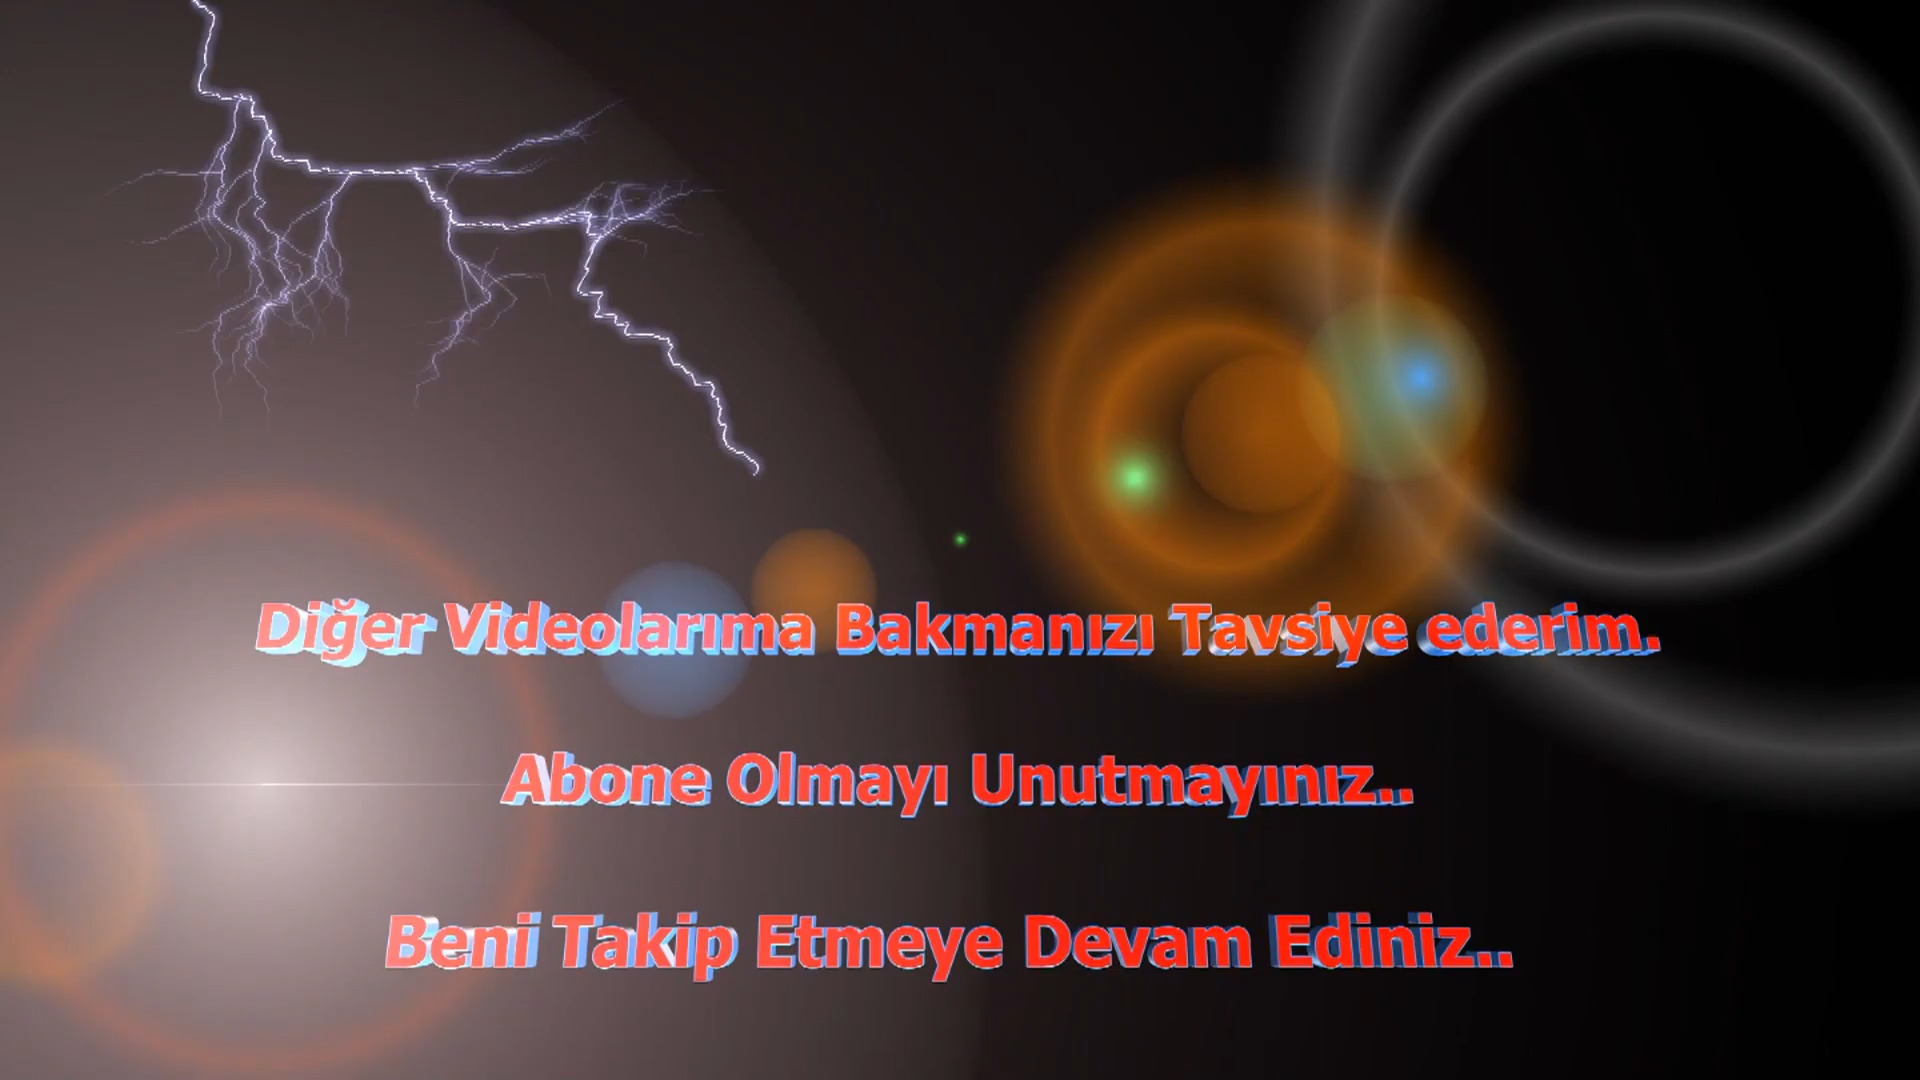 Diğer Videolarıma Bakmanızı Tavsiye ederim.
Abone Olmayı Unutmayınız..
Beni Takip Etmeye Devam Ediniz..